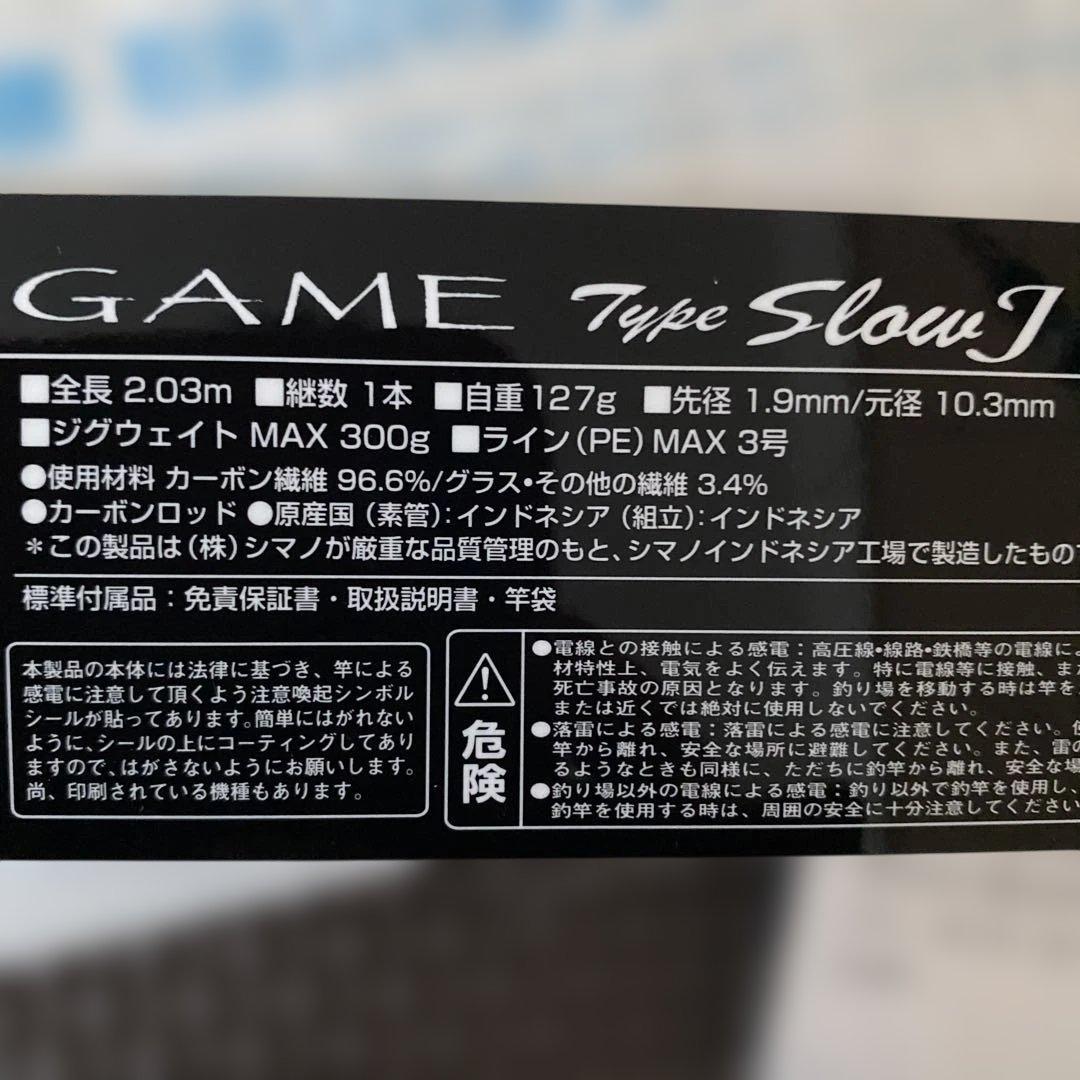 GAME Type Slow J
■全長 2.03m ■継数 1本 ■自重127g ■先径 1.9mm/元径 10.3mm
■ジグウェイト MAX 300g ■ライン(PE)MAX 3号
●使用材料 カーボン繊維 96.6%/グラス・その他の繊維 3.4%
●カーボンロッド ●原産国(素管):インドネシア(組立):インドネシア
＊この製品は(株)シマノが厳重な品質管理のもと、シマノインドネシア工場で製造したもので
標準付属品：免責保証書・取扱説明書・竿袋
本製品の本体には法律に基づき、竿による
感電に注意して頂くよう注意喚起シンボル
シールが貼ってあります。簡単にはがれない
ように、シールの上にコーティングしてあり
ますので、はがさないようにお願いします。
尚、印刷されている機種もあります。
危険
●電線との接触による感電：高圧線・線路・鉄橋等の電線によ
材特性上、電気をよく伝えます。特に電線等に接触、また
死亡事故の原因となります。釣り場を移動する時は竿を
または近くでは絶対に使用しないでください。
●落雷による感電：落雷による感電に注意してください。
竿から離れ、安全な場所に避難してください。また、雷の
るようなときも同様に、ただちに釣竿から離れ、安全な場
●釣り場以外の電線による感電：釣り以外で釣竿を使用し、
釣竿を使用する時は、周囲の安全に十分注意してください